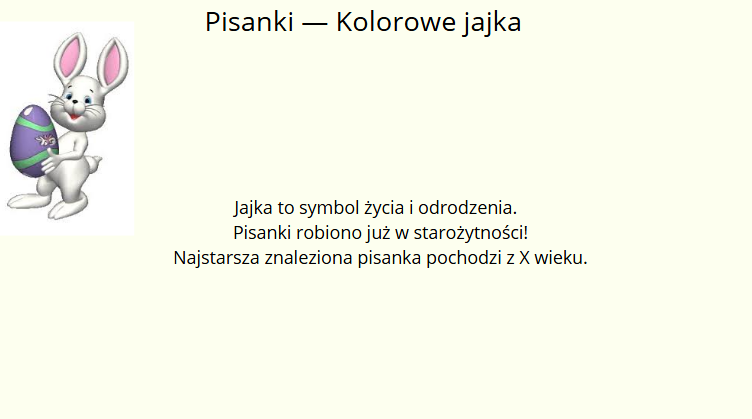 Pisanki — Kolorowe jajka
Jajka to symbol życia i odrodzenia.
Pisanki robiono już w starożytności!
Najstarsza znaleziona pisanka pochodzi z X wieku.